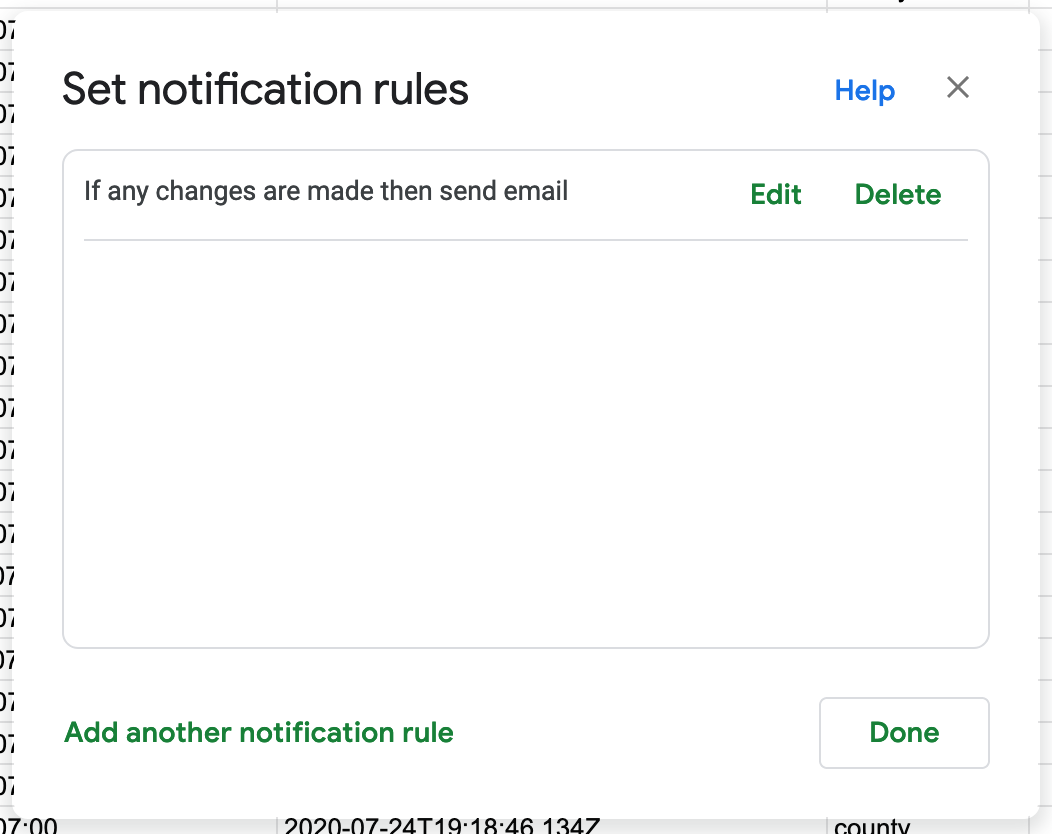 Set notification rules
Help
If any changes are made then send email
Edit
Delete
Add another notification rule
Done
07:00
2020-07-24T19:18:46.134Z
county